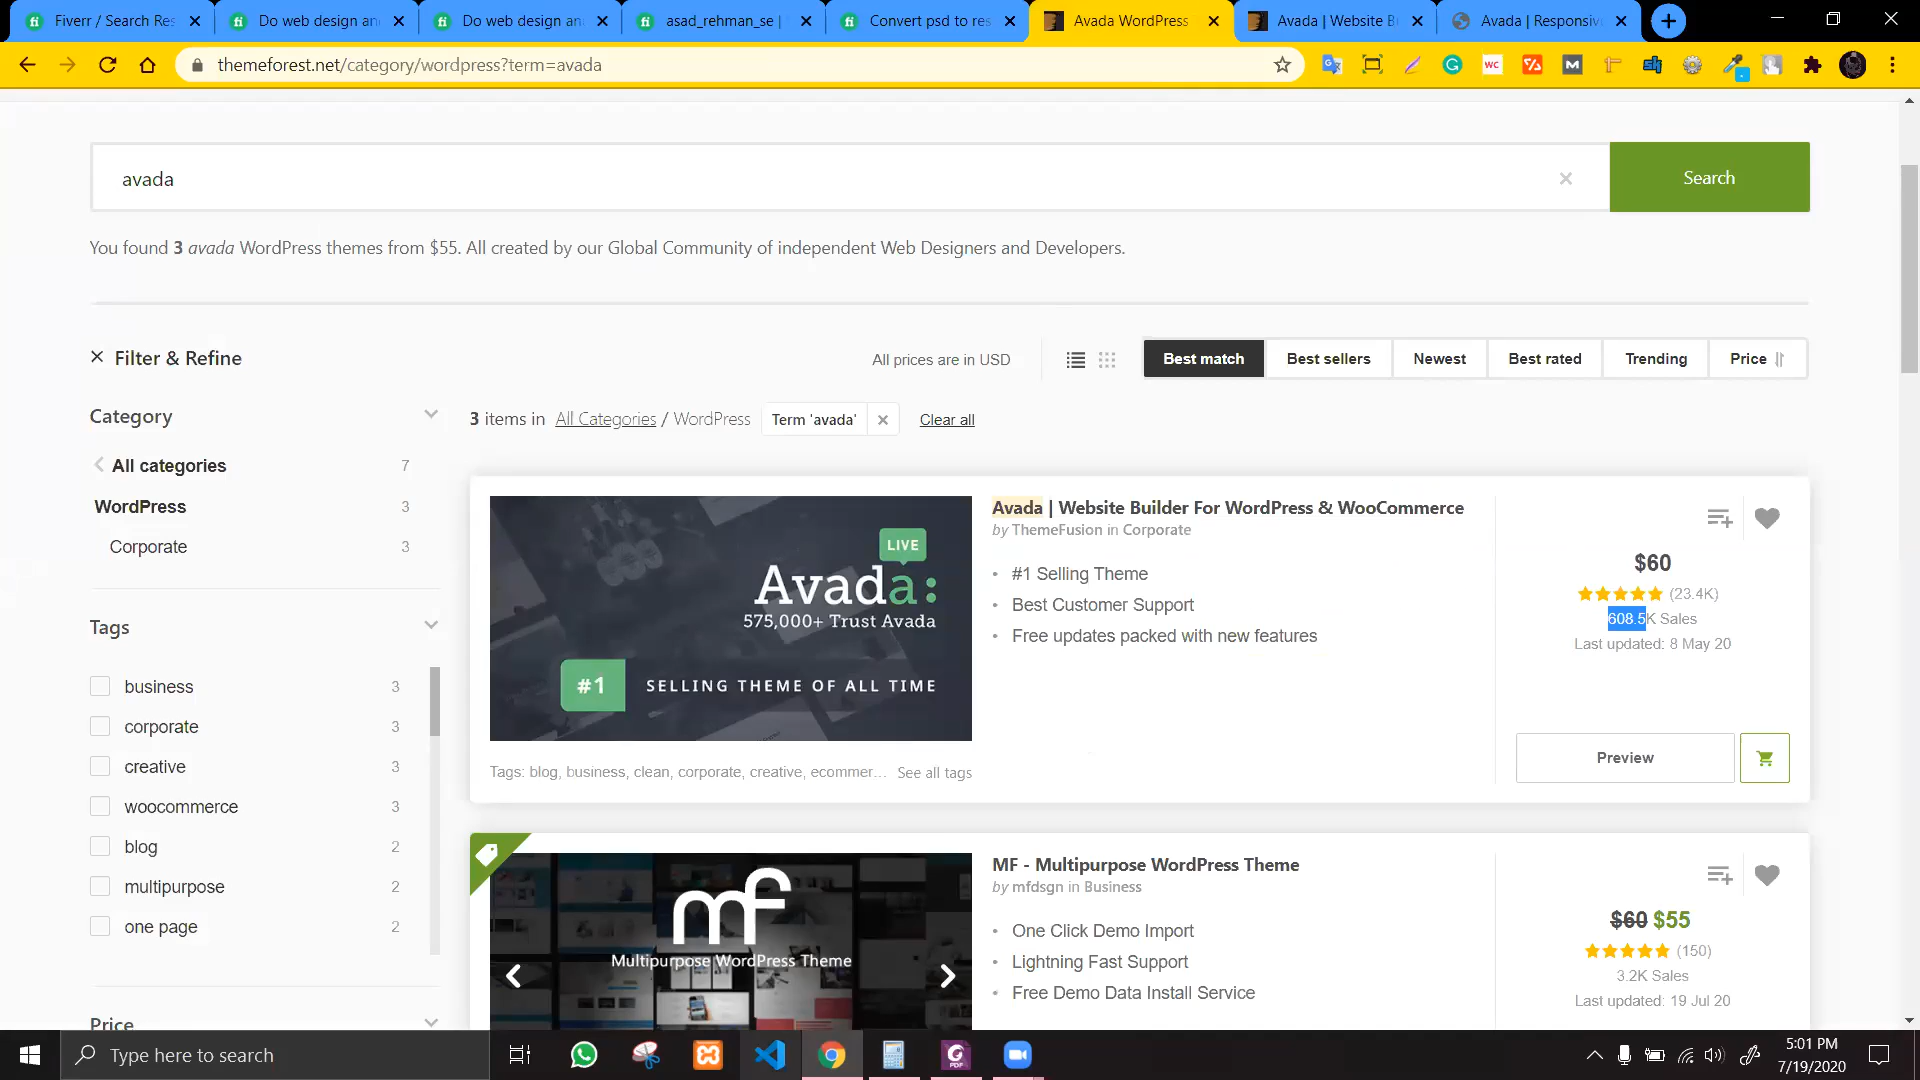 Fiverr / Search Res
Do web design an
Do web design an
asad_rehman_se |
Convert psd to res
Avada WordPress
Avada | Website B
Avada | Responsiv
themeforest.net/category/wordpress?term=avada
avada
Search
You found 3 avada WordPress themes from $55. All created by our Global Community of independent Web Designers and Developers.
Filter & Refine
All prices are in USD
Best match
Best sellers
Newest
Best rated
Trending
Price
Category
3 items in All Categories / WordPress
Term 'avada'
Clear all
All categories 7
WordPress 3
Corporate 3
Tags
business 3
corporate 3
creative 3
woocommerce 3
blog 2
multipurpose 2
one page 2
Price
LIVE
Avada:
575,000+ Trust Avada
#1 SELLING THEME OF ALL TIME
Tags: blog, business, clean, corporate, creative, ecommer... See all tags
Avada | Website Builder For WordPress & WooCommerce
by ThemeFusion in Corporate
• #1 Selling Theme
• Best Customer Support
• Free updates packed with new features
$60
(23.4K)
608.5K Sales
Last updated: 8 May 20
Preview
mf
Multipurpose WordPress Theme
MF - Multipurpose WordPress Theme
by mfdsgn in Business
• One Click Demo Import
• Lightning Fast Support
• Free Demo Data Install Service
$60 $55
(150)
3.2K Sales
Last updated: 19 Jul 20
Type here to search
5:01 PM
7/19/2020